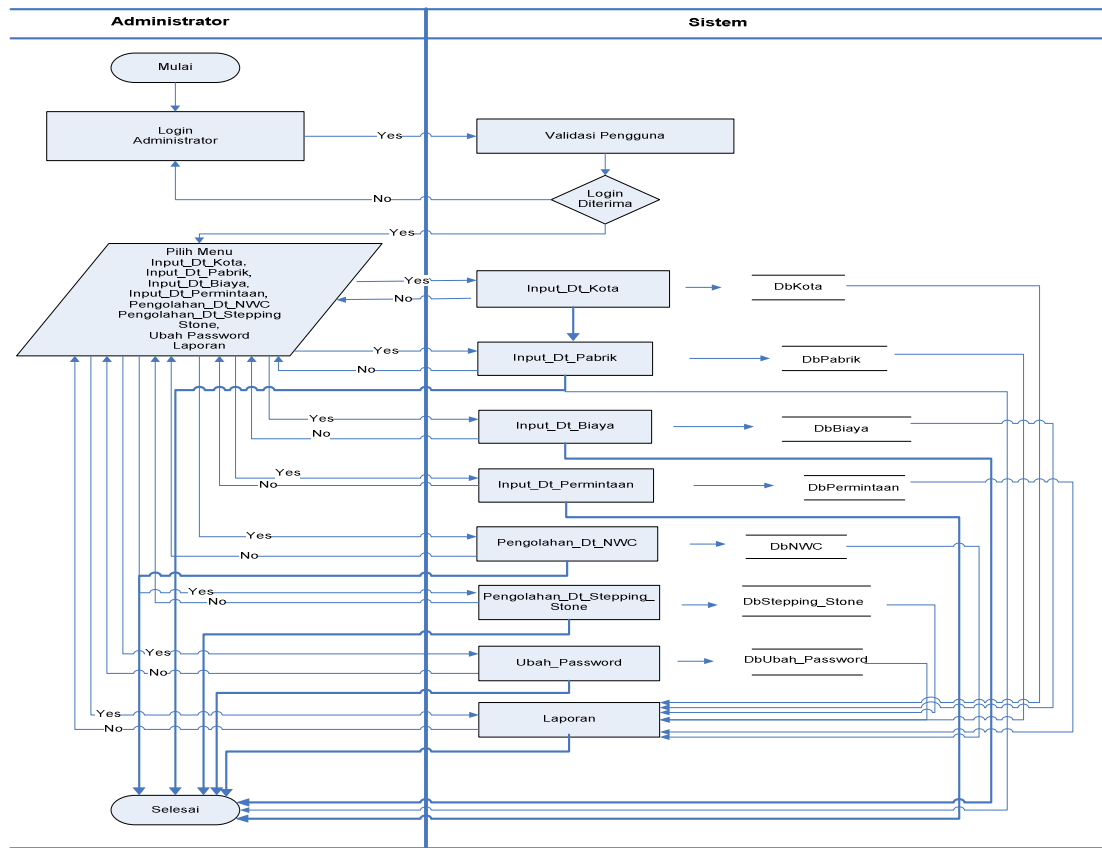 Administrator
Sistem
Mulai
Login
Administrator
Yes
Validasi Pengguna
No
Login
Diterima
Yes
Pilih Menu
Input_Dt_Kota,
Input_Dt_Pabrik,
Input_Dt_Biaya,
Input_Dt_Permintaan,
Pengolahan_Dt_NWC
Pengolahan_Dt_Stepping
Stone,
Ubah Password
Laporan
Yes
No
Input_Dt_Kota
DbKota
Yes
No
Input_Dt_Pabrik
DbPabrik
Yes
No
Input_Dt_Biaya
DbBiaya
Yes
No
Input_Dt_Permintaan
DbPermintaan
Yes
No
Pengolahan_Dt_NWC
DbNWC
Yes
No
Pengolahan_Dt_Stepping_
Stone
DbStepping_Stone
Yes
No
Ubah_Password
DbUbah_Password
Yes
No
Laporan
Selesai